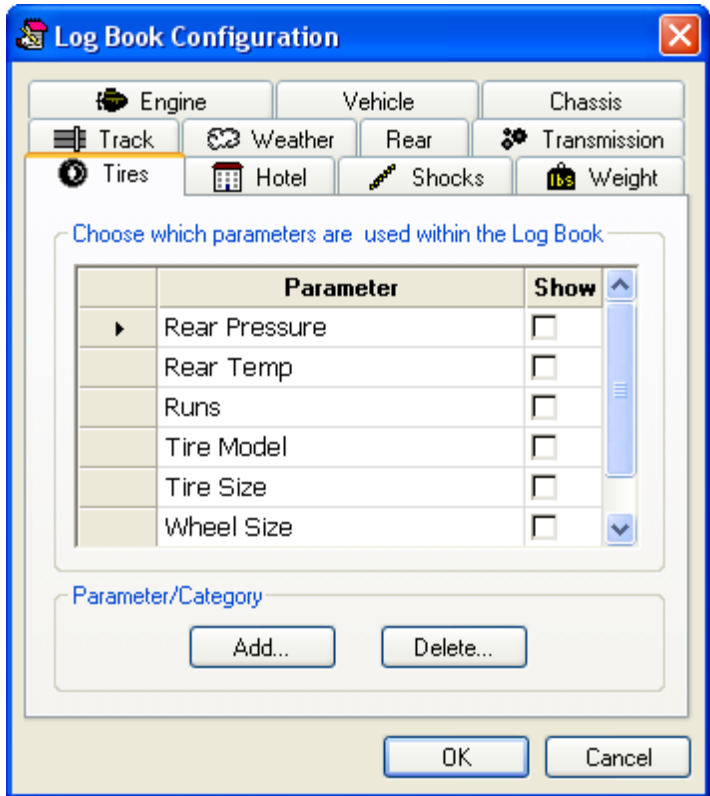 Log Book Configuration
Engine Vehicle Chassis
Track Weather Rear Transmission
Tires Hotel Shocks lbs Weight
Choose which parameters are used within the Log Book
Parameter Show
Rear Pressure
Rear Temp
Runs
Tire Model
Tire Size
Wheel Size
Parameter/Category
Add... Delete...
OK Cancel